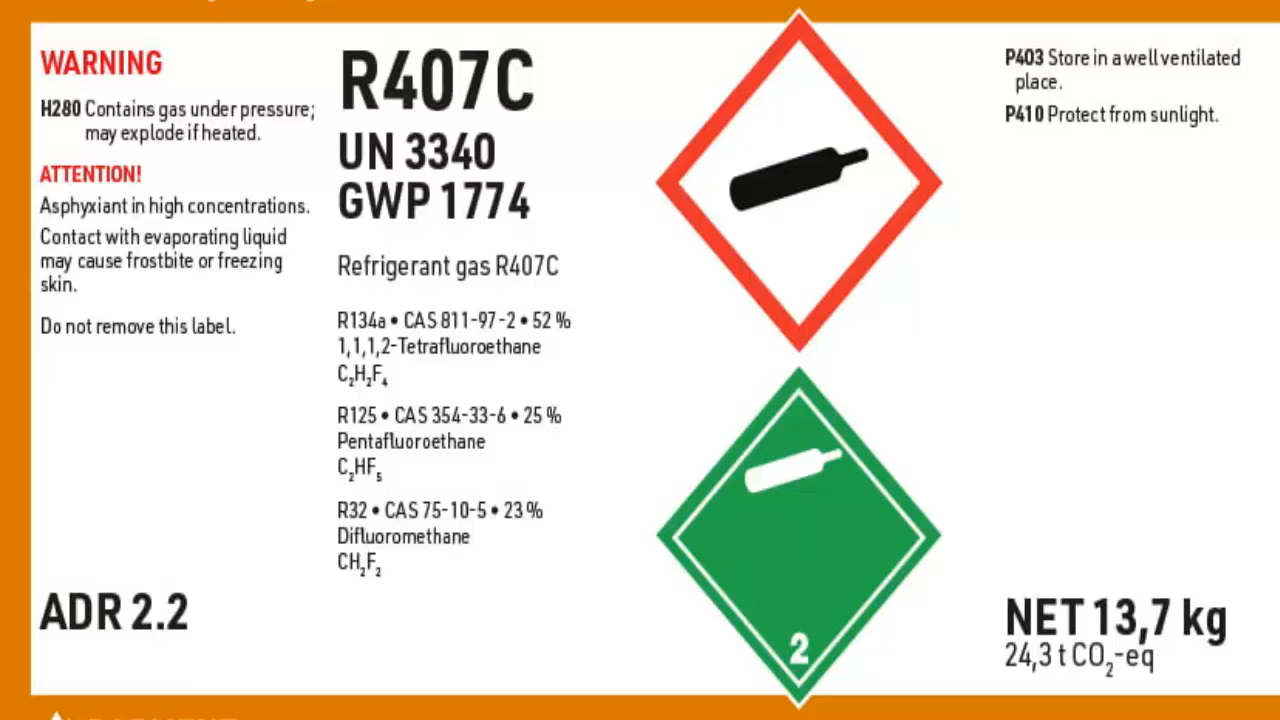 WARNING
H280 Contains gas under pressure;
may explode if heated.
ATTENTION!
Asphyxiant in high concentrations.
Contact with evaporating liquid
may cause frostbite or freezing
skin.
Do not remove this label.
ADR 2.2
R407C
UN 3340
GWP 1774
Refrigerant gas R407C
R134a • CAS 811-97-2 • 52 %
1,1,1,2-Tetrafluoroethane
C₂H₂F₄
R125 • CAS 354-33-6 • 25 %
Pentafluoroethane
C₂HF₅
R32 • CAS 75-10-5 • 23 %
Difluoromethane
CH₂F₂
2
P403 Store in a well ventilated
place.
P410 Protect from sunlight.
NET 13,7 kg
24,3 t CO₂-eq